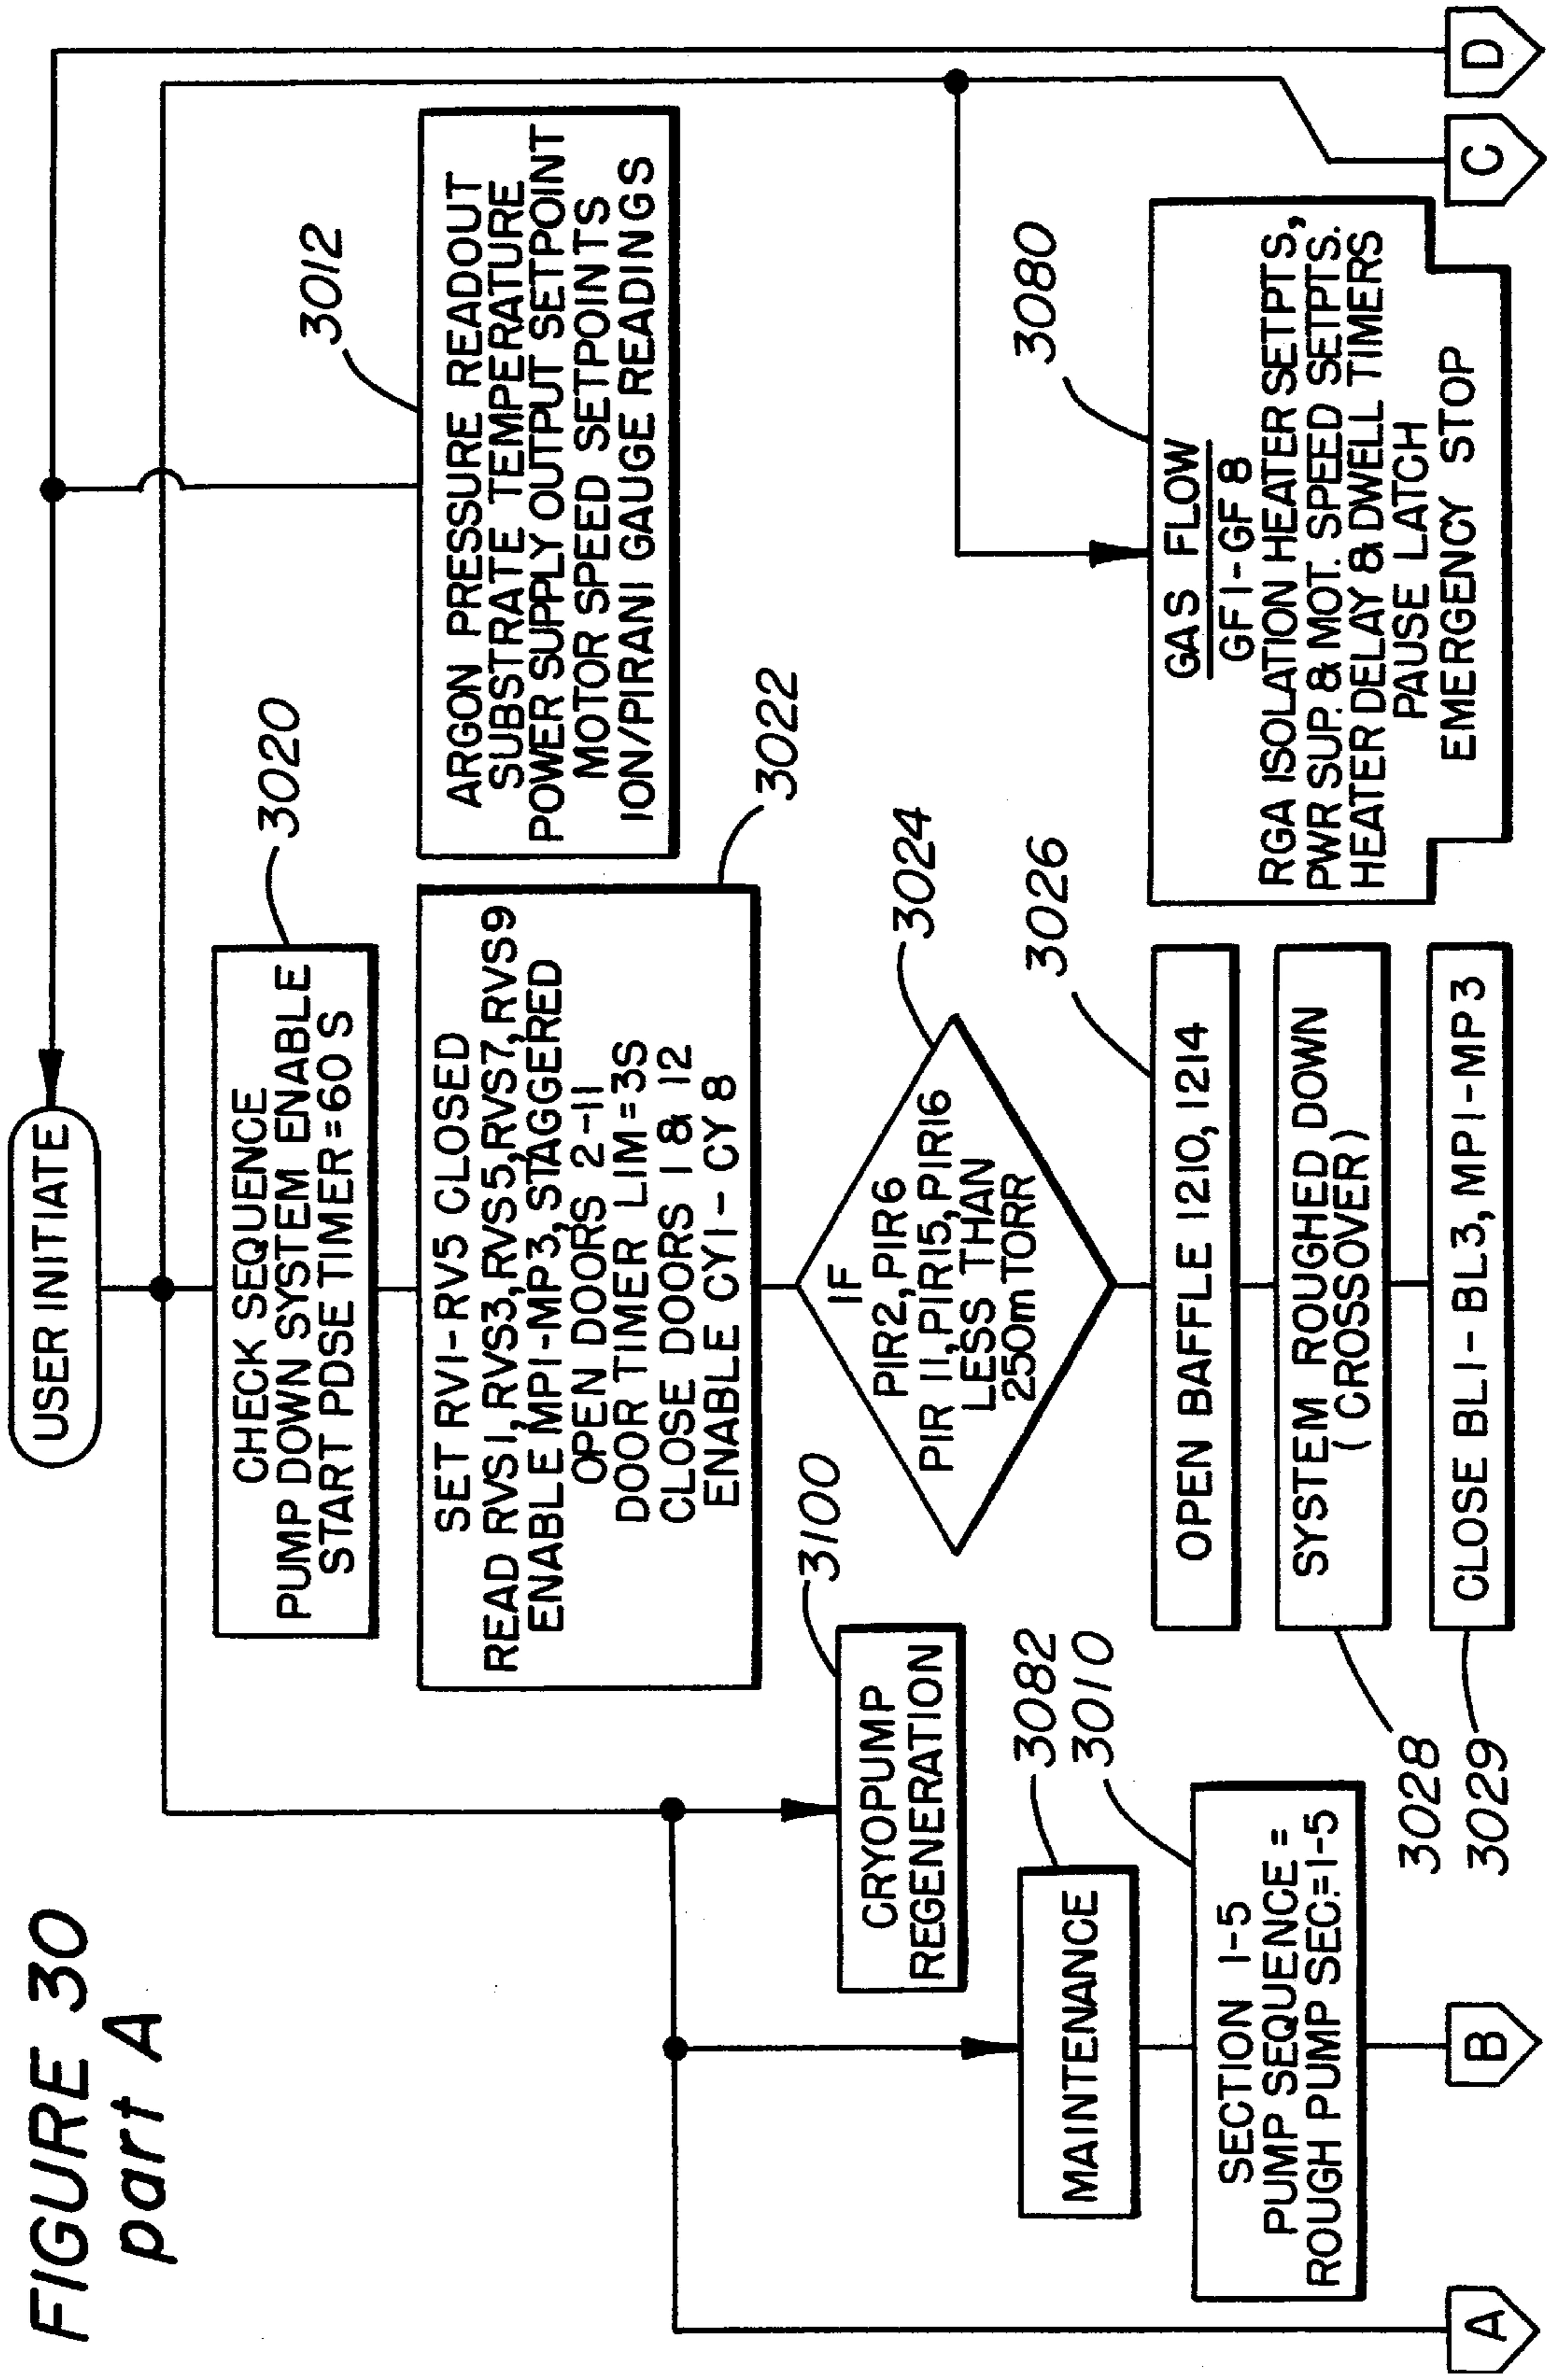 FIGURE 30
part A
USER INITIATE
3020
CHECK SEQUENCE
PUMP DOWN SYSTEM ENABLE
START PDSE TIMER=60 S
3012
ARGON PRESSURE READOUT
SUBSTRATE TEMPERATURE
POWER SUPPLY OUTPUT SETPOINT
MOTOR SPEED SETPOINTS
ION/PIRANI GAUGE READINGS
3022
SET RV1-RV5 CLOSED
READ RVS1,RVS3,RVS5,RVS7,RVS9
ENABLE MP1-MP3,STAGGERED
OPEN DOORS 2-11
DOOR TIMER LIM=3S
CLOSE DOORS 1 & 12
ENABLE CY1- CY 8
3100
CRYOPUMP
REGENERATION
3024
IF
PIR2,PIR6
PIR 11,PIR15,PIR16
LESS THAN
250m TORR
3082
MAINTENANCE
3010
SECTION 1-5
PUMP SEQUENCE =
ROUGH PUMP SEC.=1-5
3026
OPEN BAFFLE 1210, 1214
3028
SYSTEM ROUGHED DOWN
(CROSSOVER)
3029
CLOSE BL1- BL3, MP1-MP3
3080
GAS FLOW
GF1-GF 8
RGA ISOLATION HEATER SETPTS,
PWR SUP. & MOT. SPEED SETPTS.
HEATER DELAY & DWELL TIMERS
PAUSE LATCH
EMERGENCY STOP
A
B
C
D